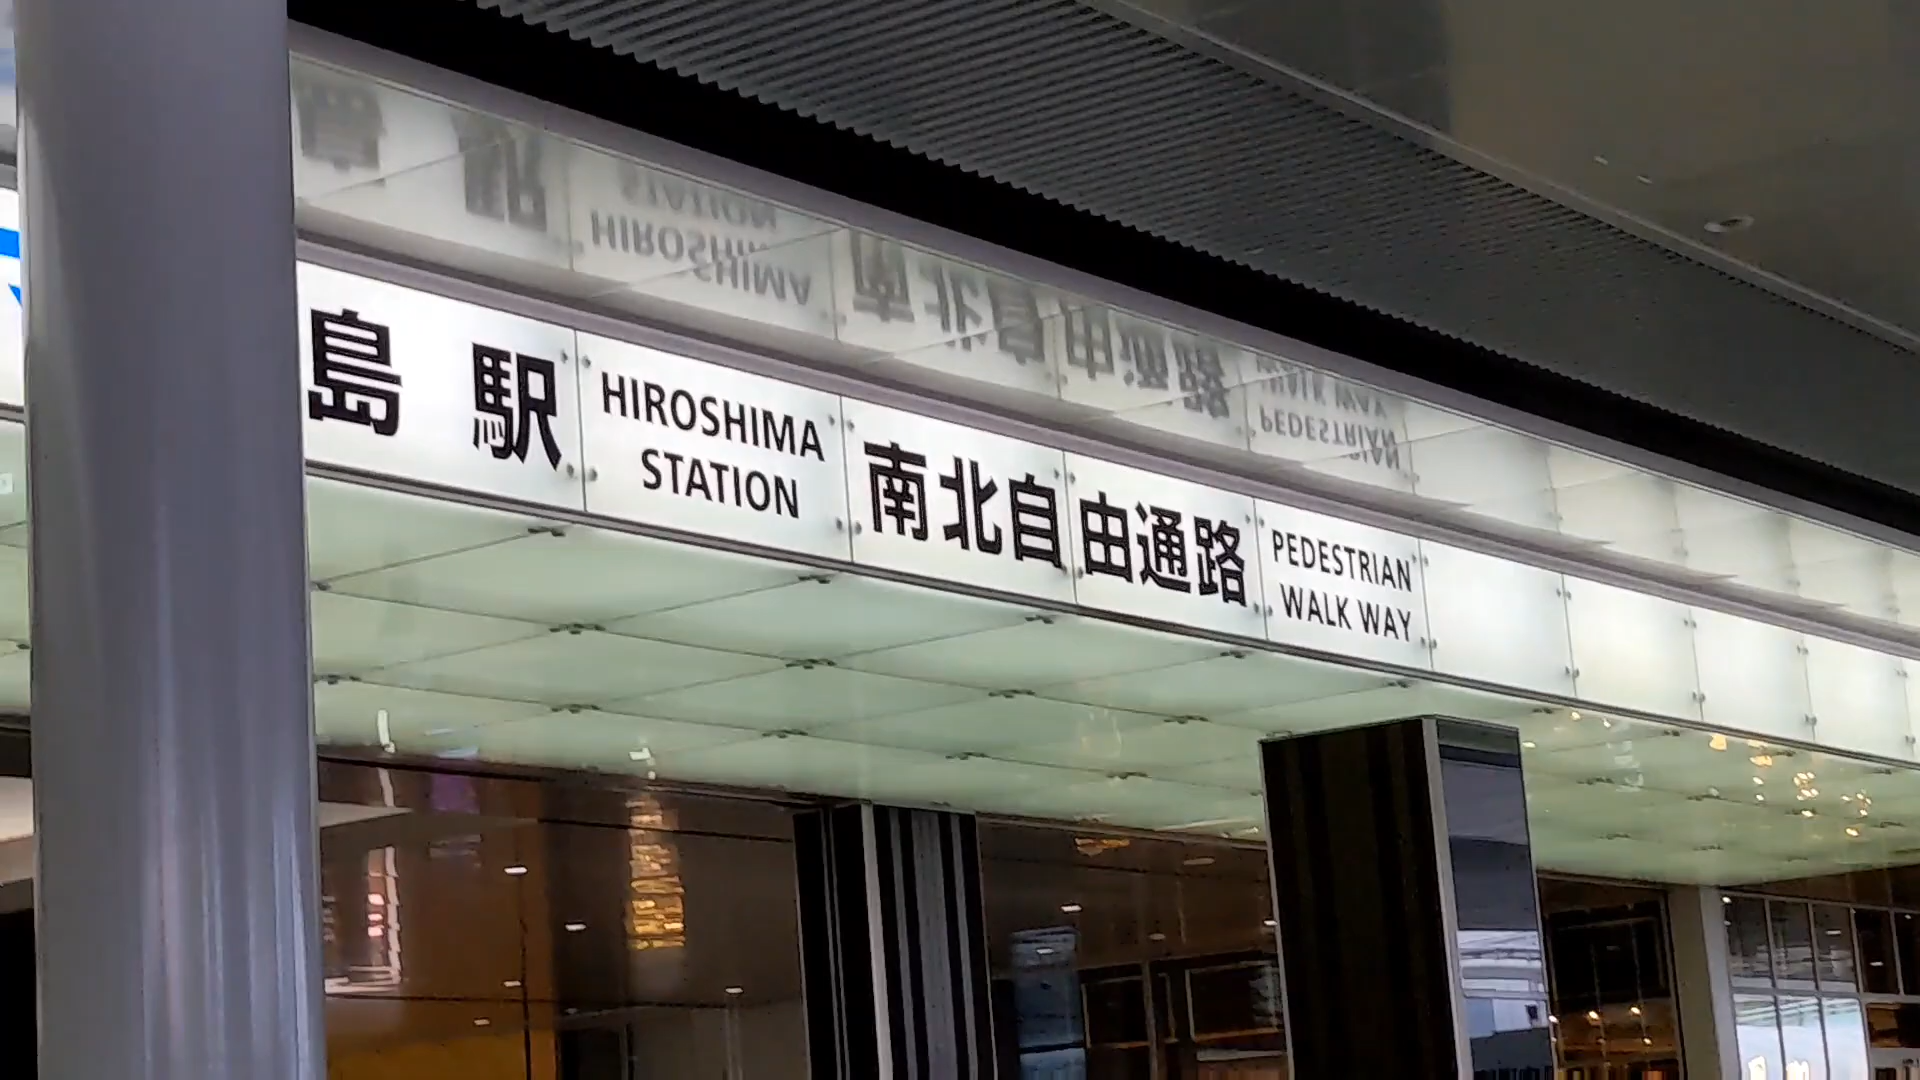 島 駅
HIROSHIMA
STATION
南北自由通路
PEDESTRIAN
WALK WAY